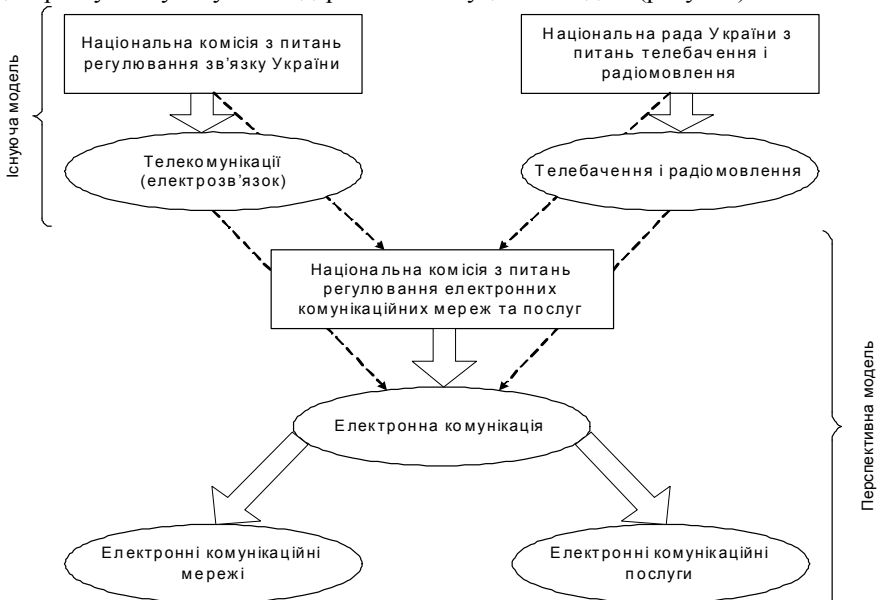 Національна комісія з питань
регулювання зв'язку України
Національна рада України з
питань телебачення і
радіомовлення
Існуюча модель
Телекомунікації
(електрозв'язок)
Телебачення і радіомовлення
Національна комісія з питань
регулювання електронних
комунікаційних мереж та послуг
Електронна комунікація
Перспективна модель
Електронні комунікаційні
мережі
Електронні комунікаційні
послуги